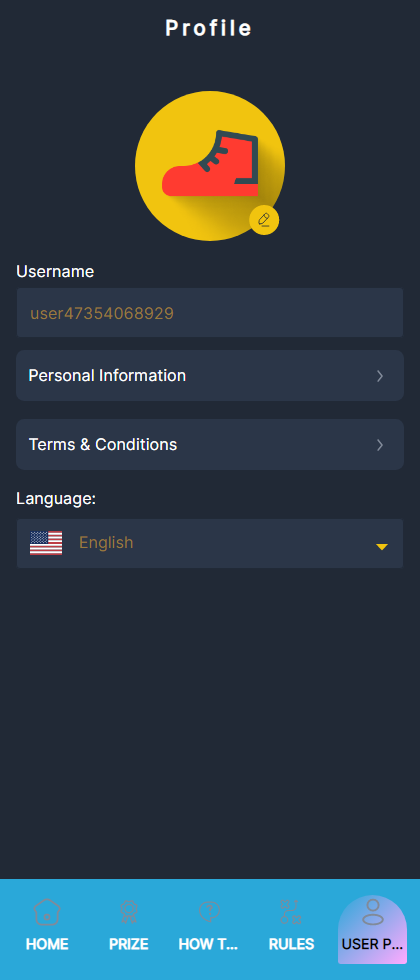 Profile
Username
user47354068929
Personal Information
Terms & Conditions
Language:
English
HOME PRIZE HOW T... RULES USER P...